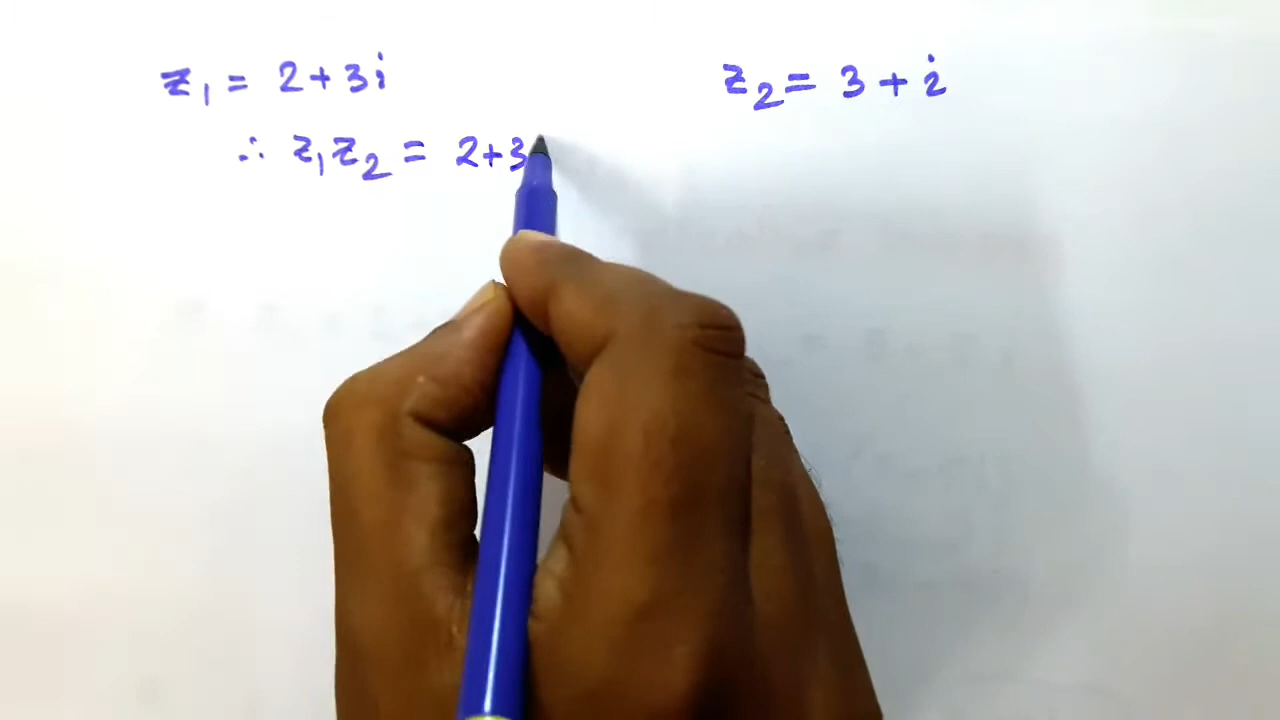 z₁ = 2+3i z₂ = 3+i
∴ z₁z₂ = 2+3